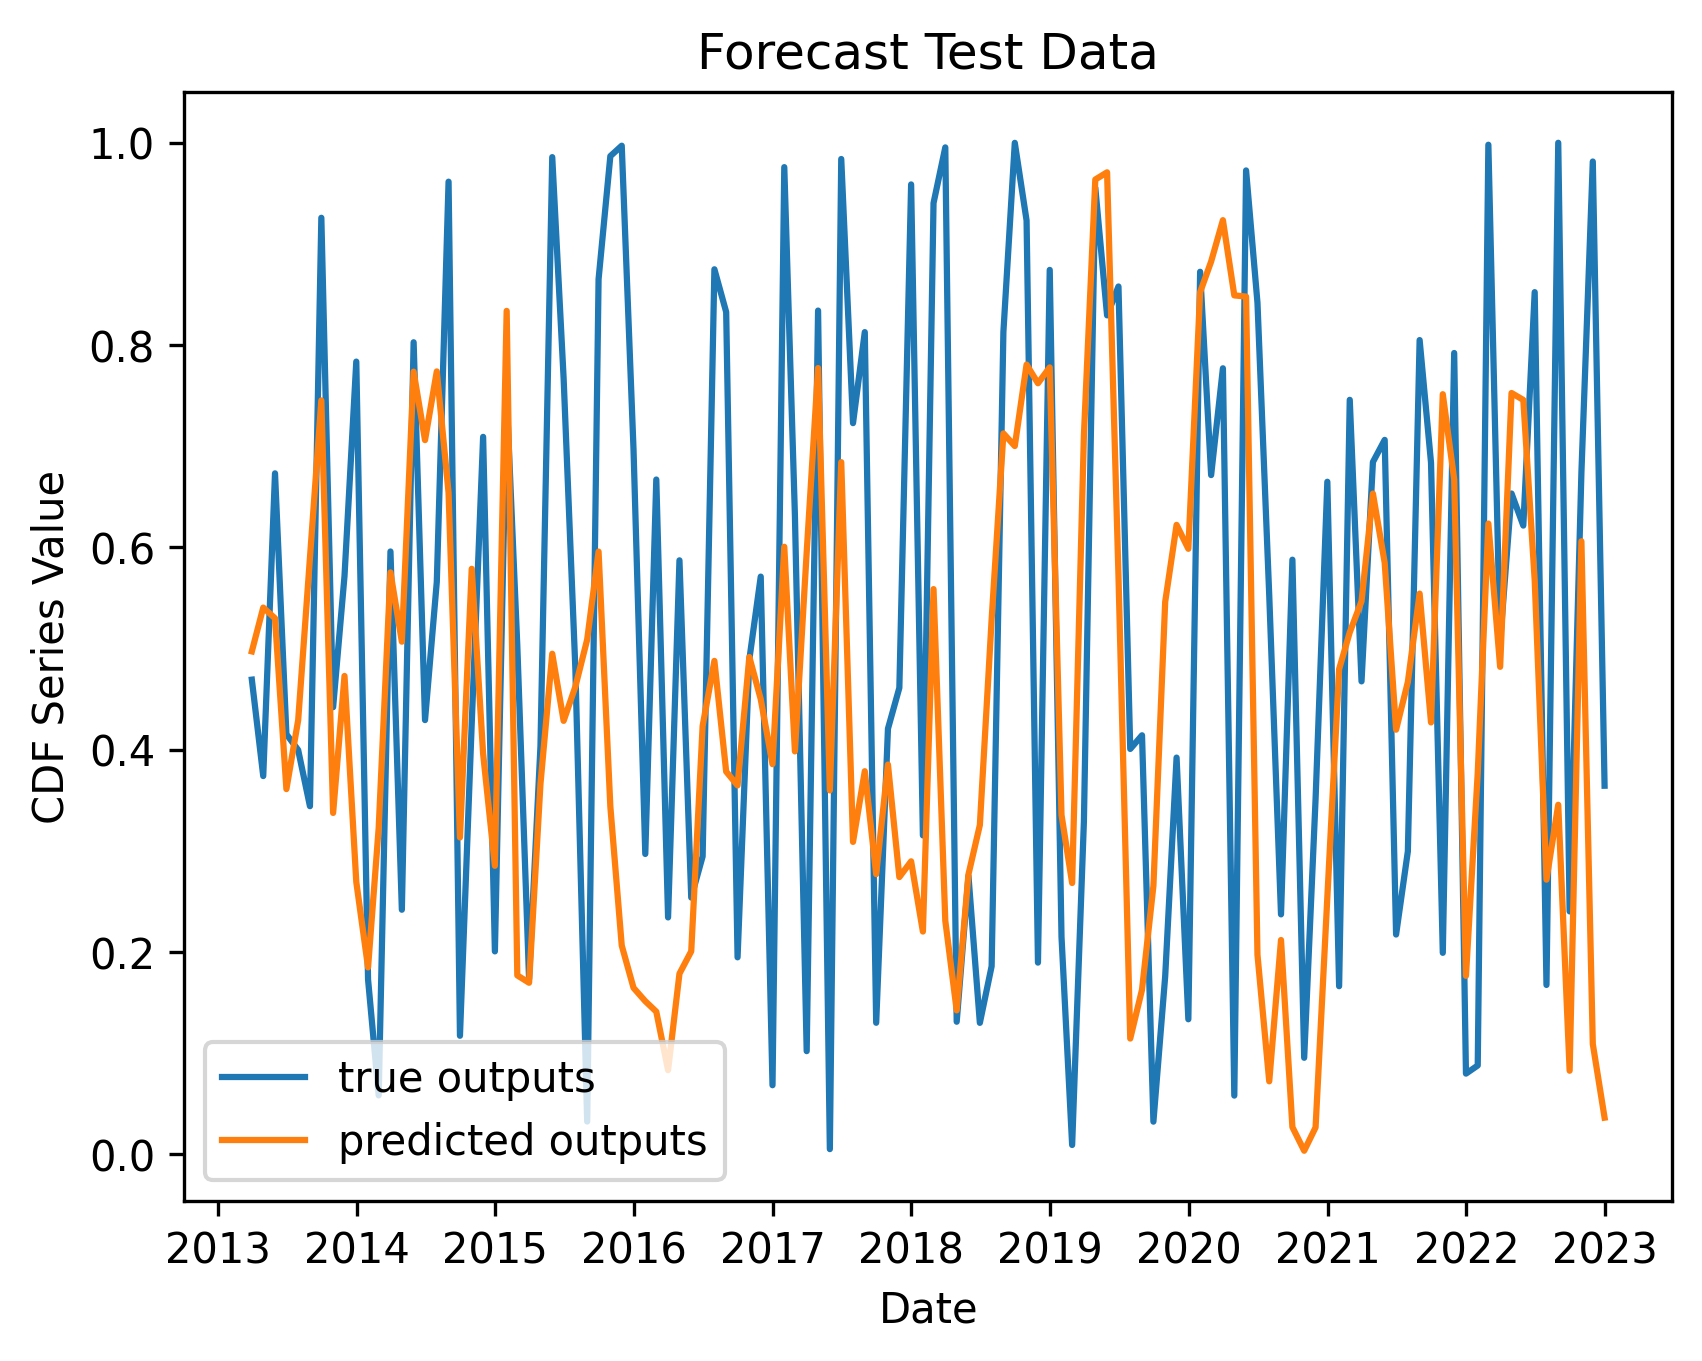 Forecast Test Data
1.0
0.8
0.6
0.4
0.2
0.0
CDF Series Value
true outputs
predicted outputs
2013 2014 2015 2016 2017 2018 2019 2020 2021 2022 2023
Date